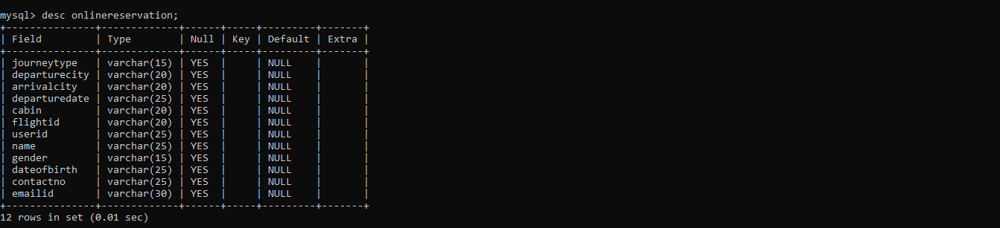 mysql> desc onlinereservation;
+---------------+-------------+------+-----+---------+-------+
| Field         | Type        | Null | Key | Default | Extra |
+---------------+-------------+------+-----+---------+-------+
| journeytype   | varchar(15) | YES  |     | NULL    |       |
| departurecity | varchar(20) | YES  |     | NULL    |       |
| arrivalcity   | varchar(20) | YES  |     | NULL    |       |
| departuredate | varchar(25) | YES  |     | NULL    |       |
| cabin         | varchar(20) | YES  |     | NULL    |       |
| flightid      | varchar(20) | YES  |     | NULL    |       |
| userid        | varchar(25) | YES  |     | NULL    |       |
| name          | varchar(25) | YES  |     | NULL    |       |
| gender        | varchar(15) | YES  |     | NULL    |       |
| dateofbirth   | varchar(25) | YES  |     | NULL    |       |
| contactno     | varchar(25) | YES  |     | NULL    |       |
| emailid       | varchar(30) | YES  |     | NULL    |       |
+---------------+-------------+------+-----+---------+-------+
12 rows in set (0.01 sec)